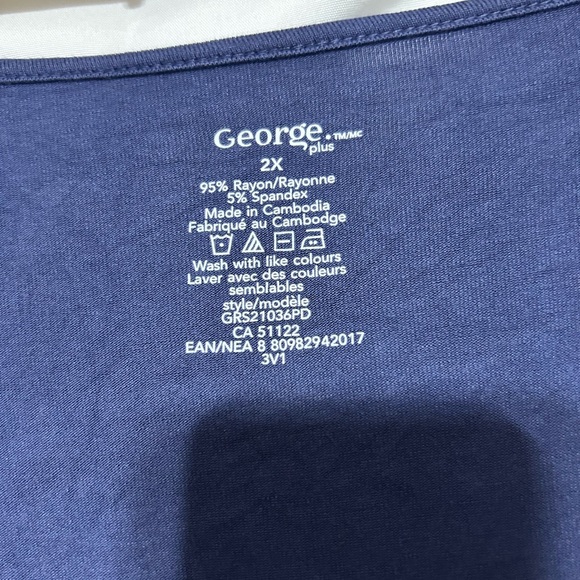 George.TM/MC
plus
2X
95% Rayon/Rayonne
5% Spandex
Made in Cambodia
Fabriqué au Cambodge
Wash with like colours
Laver avec des couleurs
semblables
style/modèle
GRS21036PD
CA 51122
EAN/NEA 8 80982942017
3V1